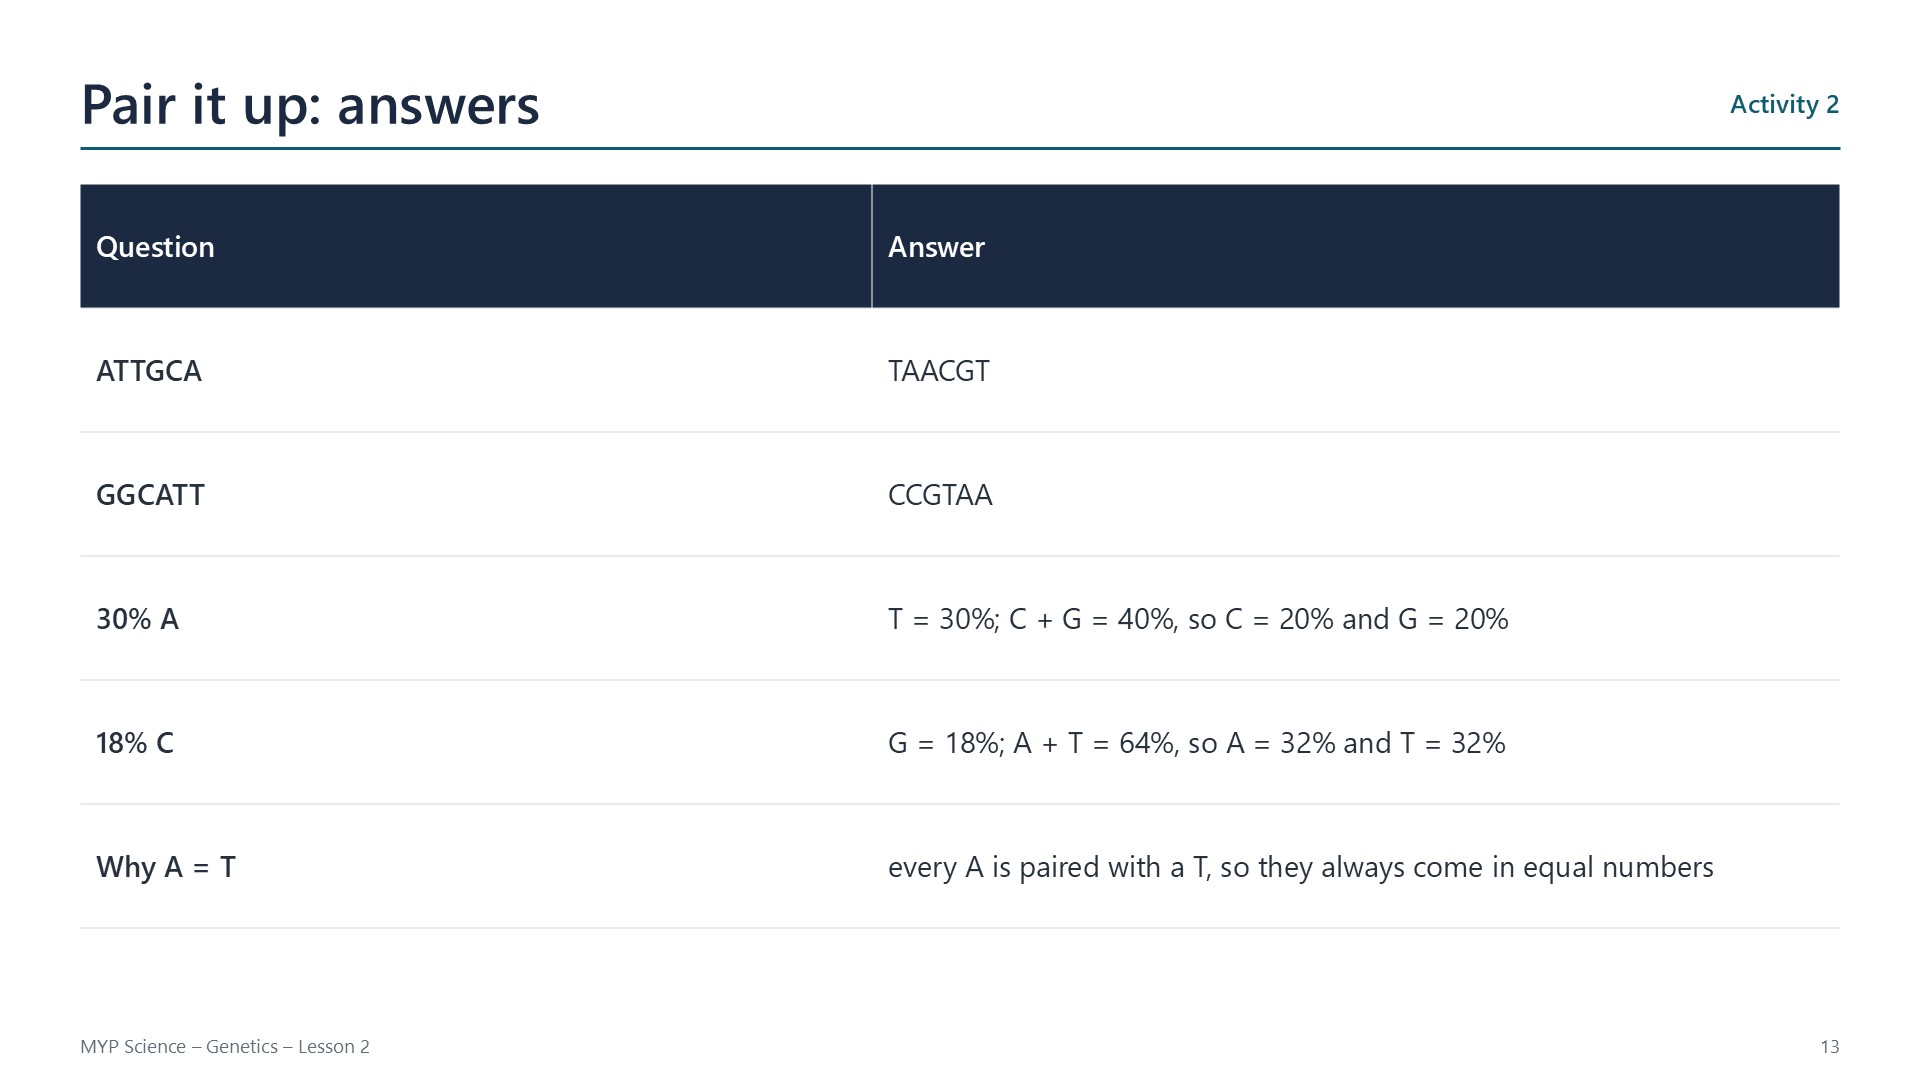 Pair it up: answers
Activity 2
Question
Answer
ATTGCA
TAACGT
GGCATT
CCGTAA
30% A
T = 30%; C + G = 40%, so C = 20% and G = 20%
18% C
G = 18%; A + T = 64%, so A = 32% and T = 32%
Why A = T
every A is paired with a T, so they always come in equal numbers
MYP Science – Genetics – Lesson 2
13